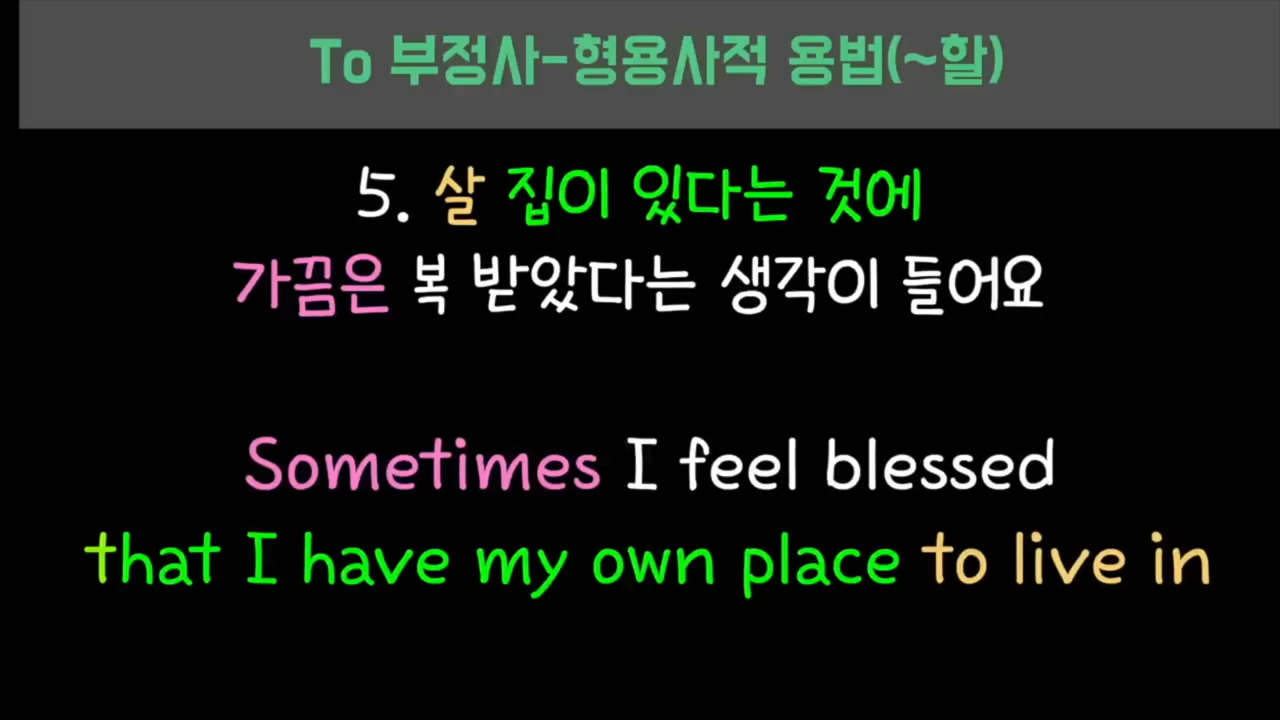 To 부정사-형용사적 용법(~할)
5. 살 집이 있다는 것에
가끔은 복 받았다는 생각이 들어요
Sometimes I feel blessed
that I have my own place to live in